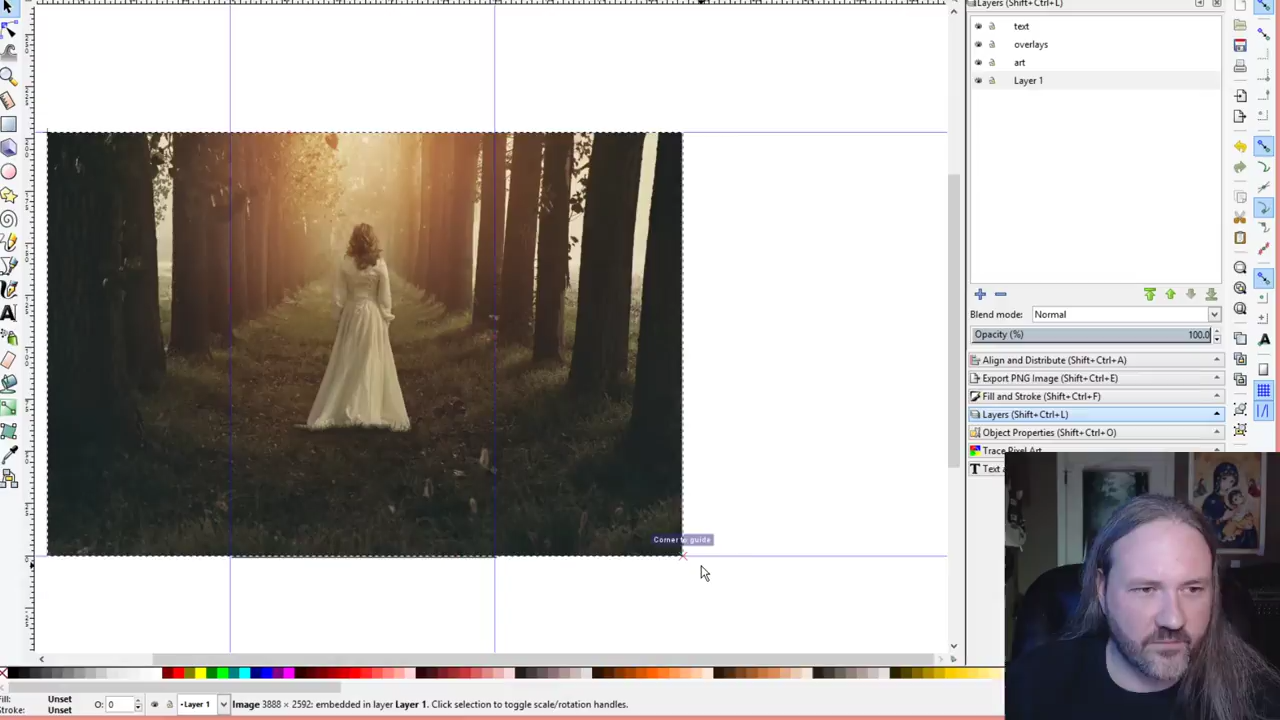 Layers (Shift+Ctrl+L)
text
overlays
art
Layer 1
Blend mode: Normal
Opacity (%) 100.0
Align and Distribute (Shift+Ctrl+A)
Export PNG Image (Shift+Ctrl+E)
Fill and Stroke (Shift+Ctrl+F)
Layers (Shift+Ctrl+L)
Object Properties (Shift+Ctrl+O)
Trace Pixel Art
Text a
Corner to guide
Fill: Unset
Stroke: Unset
O: 0
Layer 1
Image 3888 × 2592: embedded in layer Layer 1. Click selection to toggle scale/rotation handles.